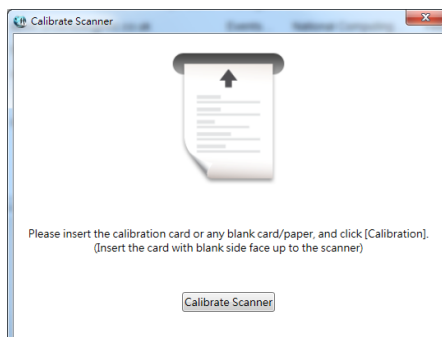 Calibrate Scanner
Please insert the calibration card or any blank card/paper, and click [Calibration].
(Insert the card with blank side face up to the scanner)
Calibrate Scanner